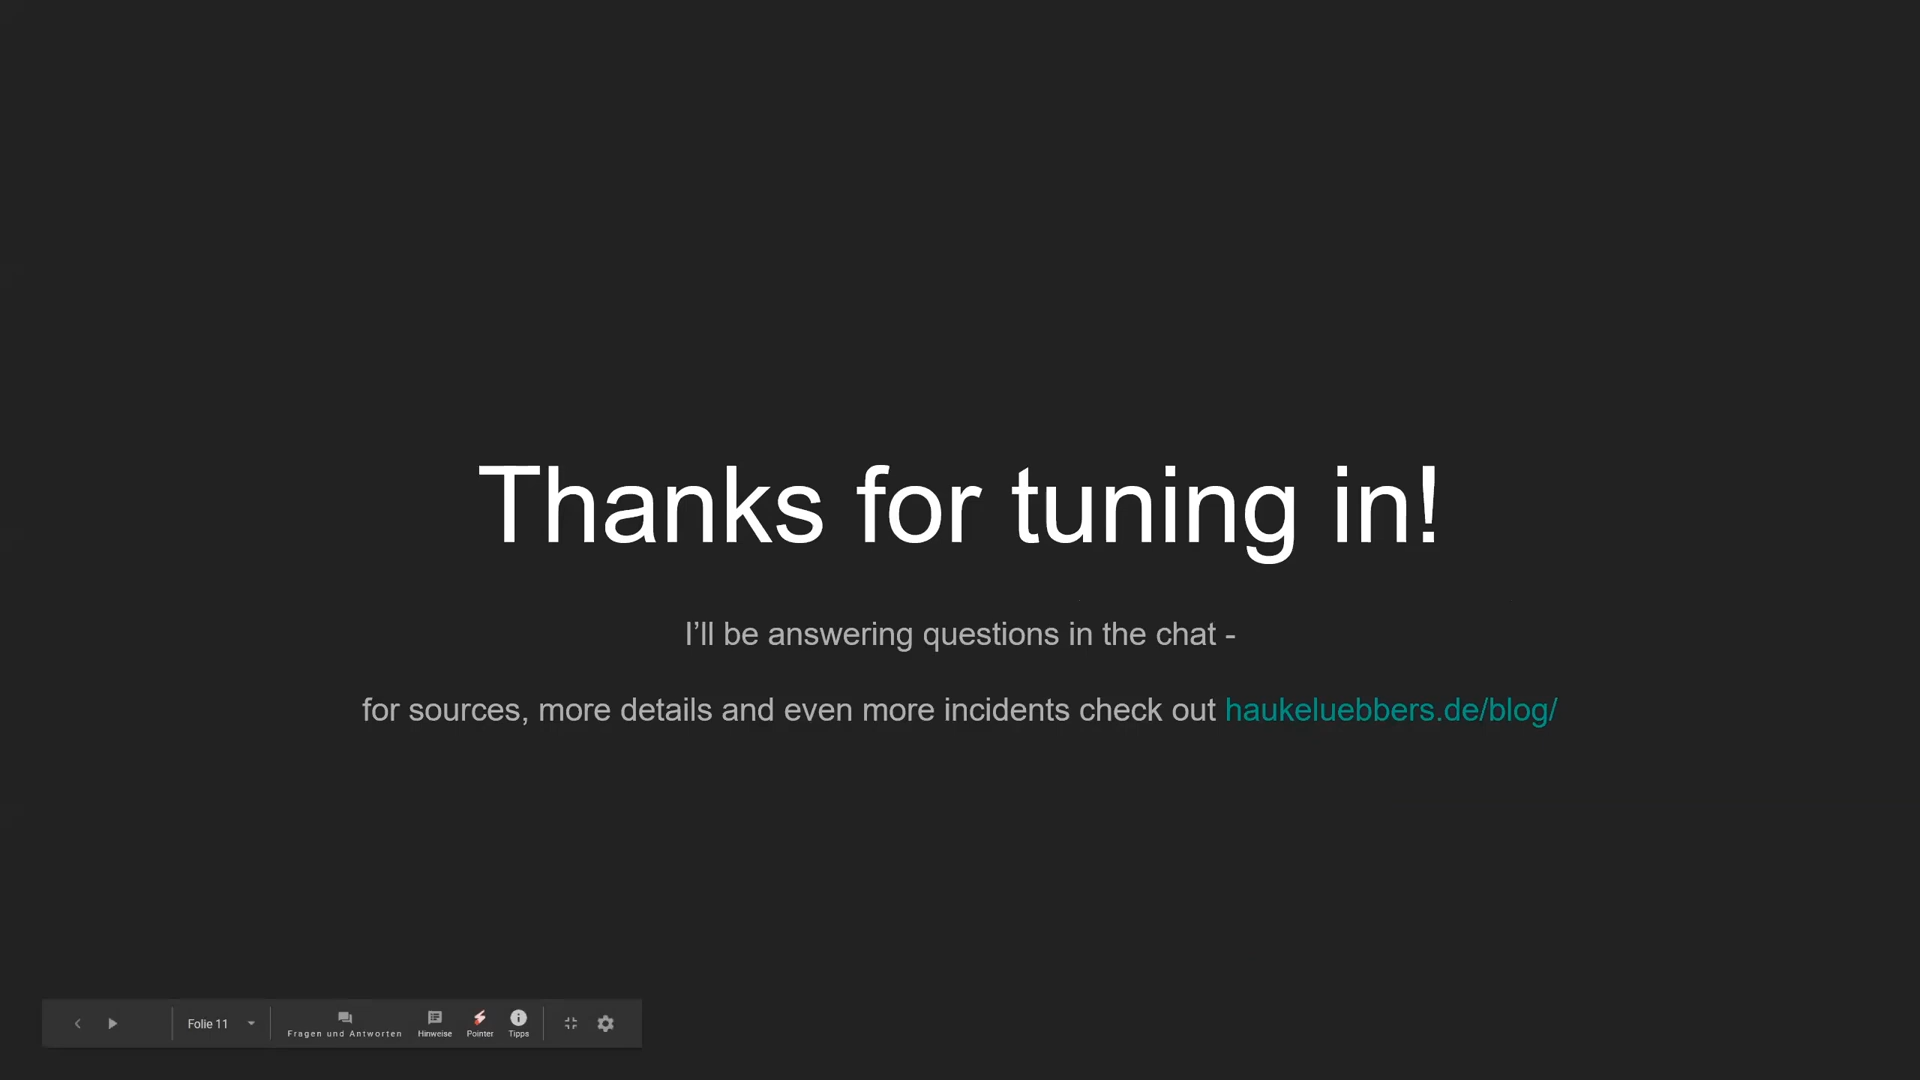 Thanks for tuning in!
I’ll be answering questions in the chat -
for sources, more details and even more incidents check out haukeluebbers.de/blog/
Folie 11
Fragen und Antworten
Hinweise
Pointer
Tipps